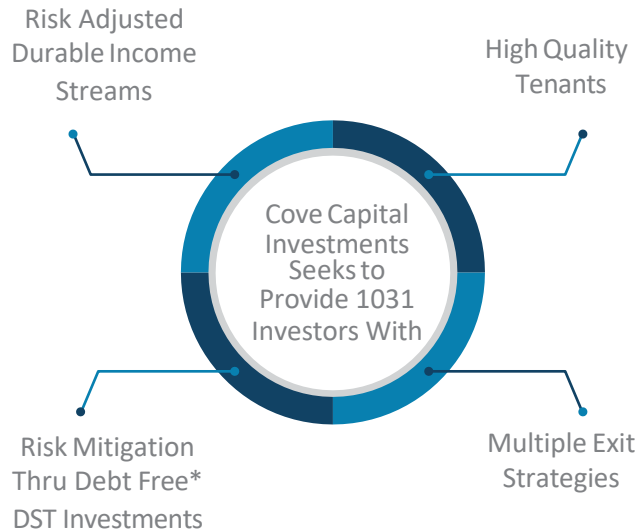 Risk Adjusted
Durable Income
Streams
High Quality
Tenants
Cove Capital
Investments
Seeks to
Provide 1031
Investors With
Risk Mitigation
Thru Debt Free*
DST Investments
Multiple Exit
Strategies